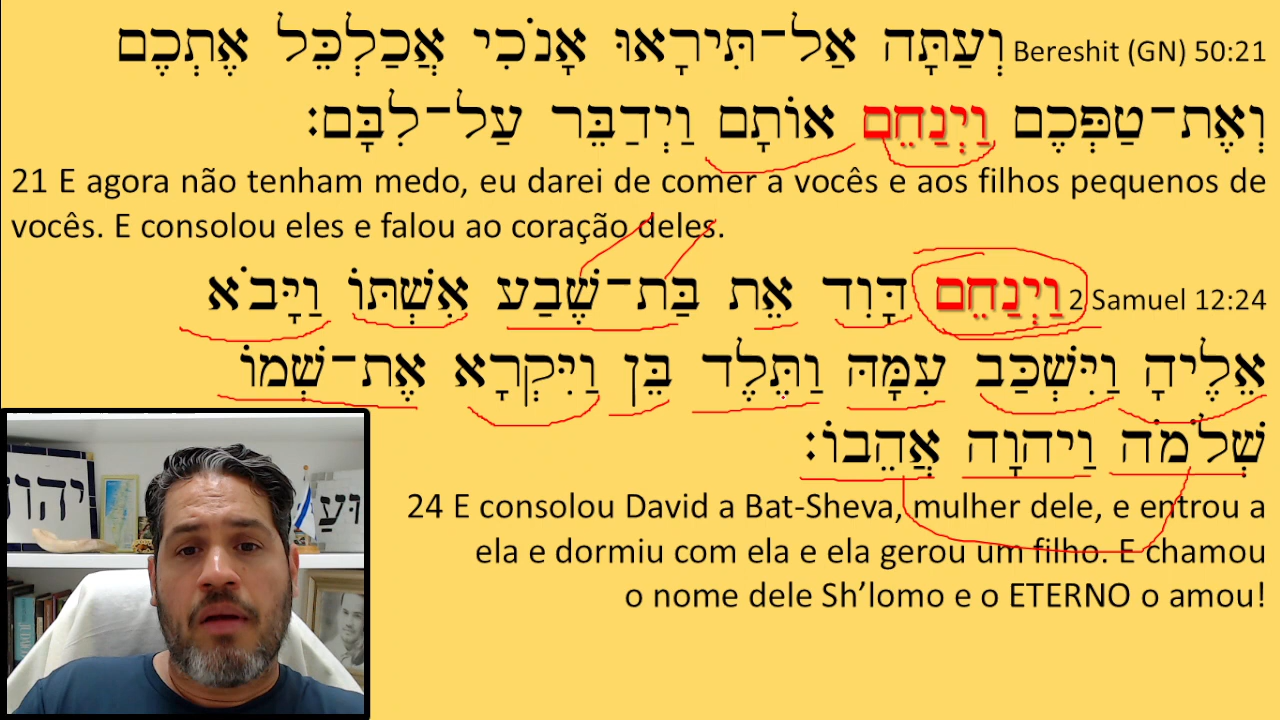 וְעַתָּה אַל־תִּירָאוּ אָנֹכִי אֲכַלְכֵּל אֶתְכֶם Bereshit (GN) 50:21
וְאֶת־טַפְּכֶם וַיְנַחֵם אוֹתָם וַיְדַבֵּר עַל־לִבָּם׃
21 E agora não tenham medo, eu darei de comer a vocês e aos filhos pequenos de
vocês. E consolou eles e falou ao coração deles.
וַיְנַחֵם דָּוִד אֵת בַּת־שֶׁבַע אִשְׁתּוֹ וַיָּבֹא 2 Samuel 12:24
אֵלֶיהָ וַיִּשְׁכַּב עִמָּהּ וַתֵּלֶד בֵּן וַיִּקְרָא אֶת־שְׁמוֹ
שְׁלֹמֹה וַיהוָה אֲהֵבוֹ׃
24 E consolou David a Bat-Sheva, mulher dele, e entrou a
ela e dormiu com ela e ela gerou um filho. E chamou
o nome dele Sh’lomo e o ETERNO o amou!